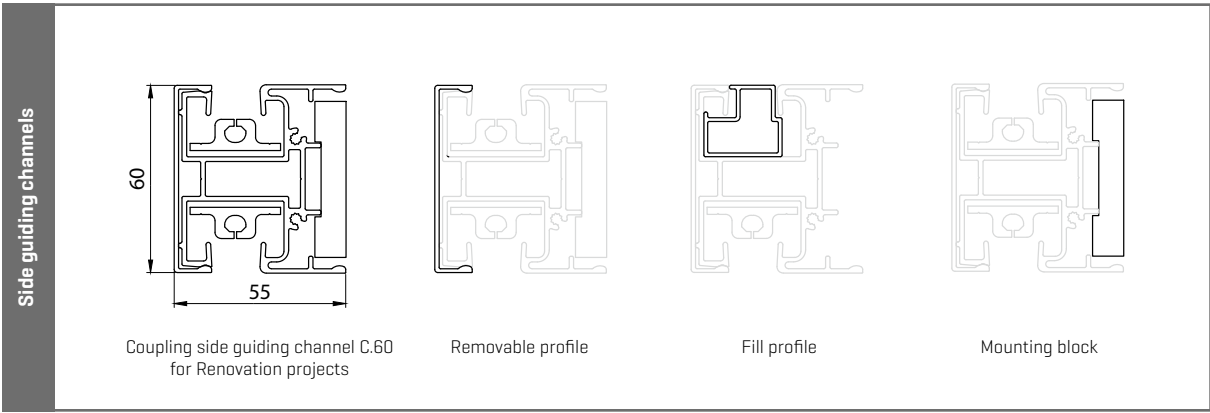 Side guiding channels
60
55
Coupling side guiding channel C.60
for Renovation projects
Removable profile
Fill profile
Mounting block